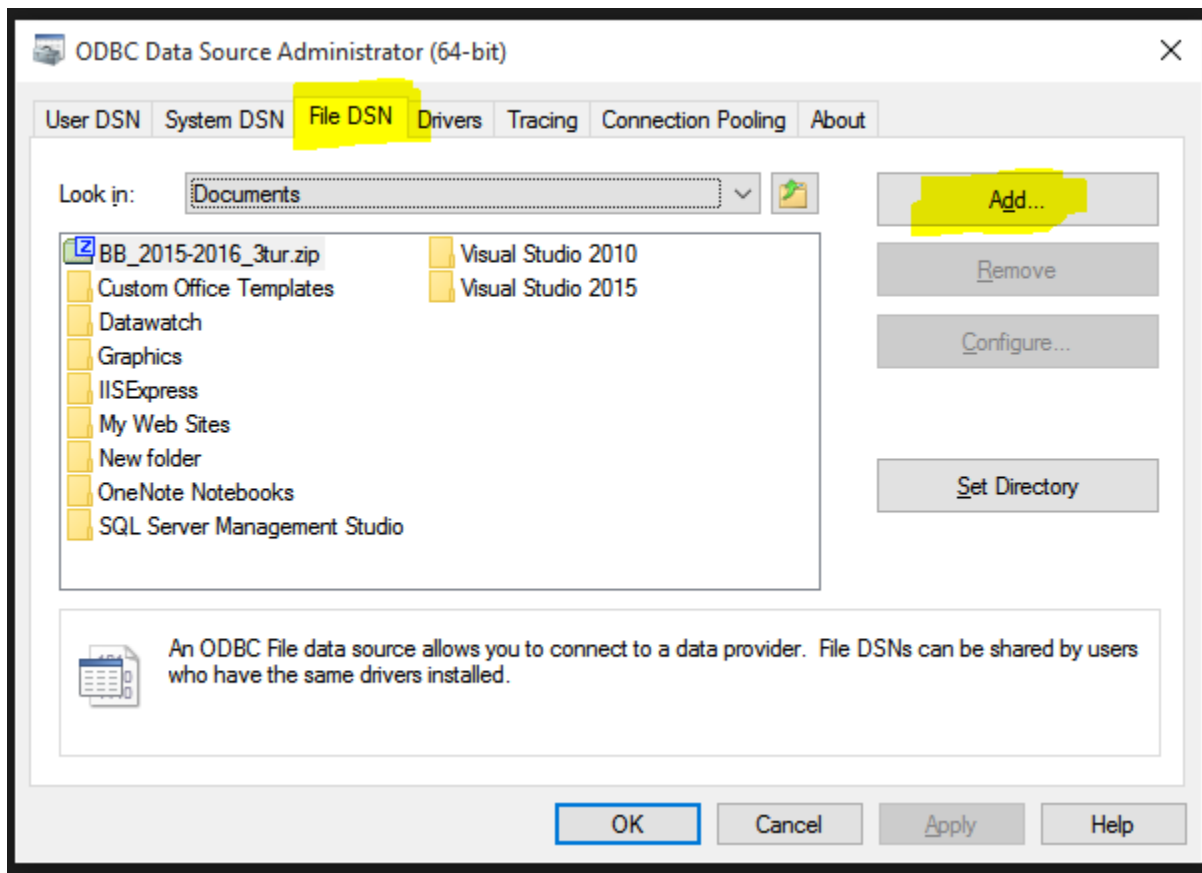 ODBC Data Source Administrator (64-bit)
User DSN System DSN File DSN Drivers Tracing Connection Pooling About
Look in: Documents Add...
BB_2015-2016_3tur.zip Visual Studio 2010
Custom Office Templates Visual Studio 2015
Remove
Datawatch
Graphics
Configure...
IISExpress
My Web Sites
New folder
OneNote Notebooks
Set Directory
SQL Server Management Studio
An ODBC File data source allows you to connect to a data provider. File DSNs can be shared by users
who have the same drivers installed.
OK Cancel Apply Help